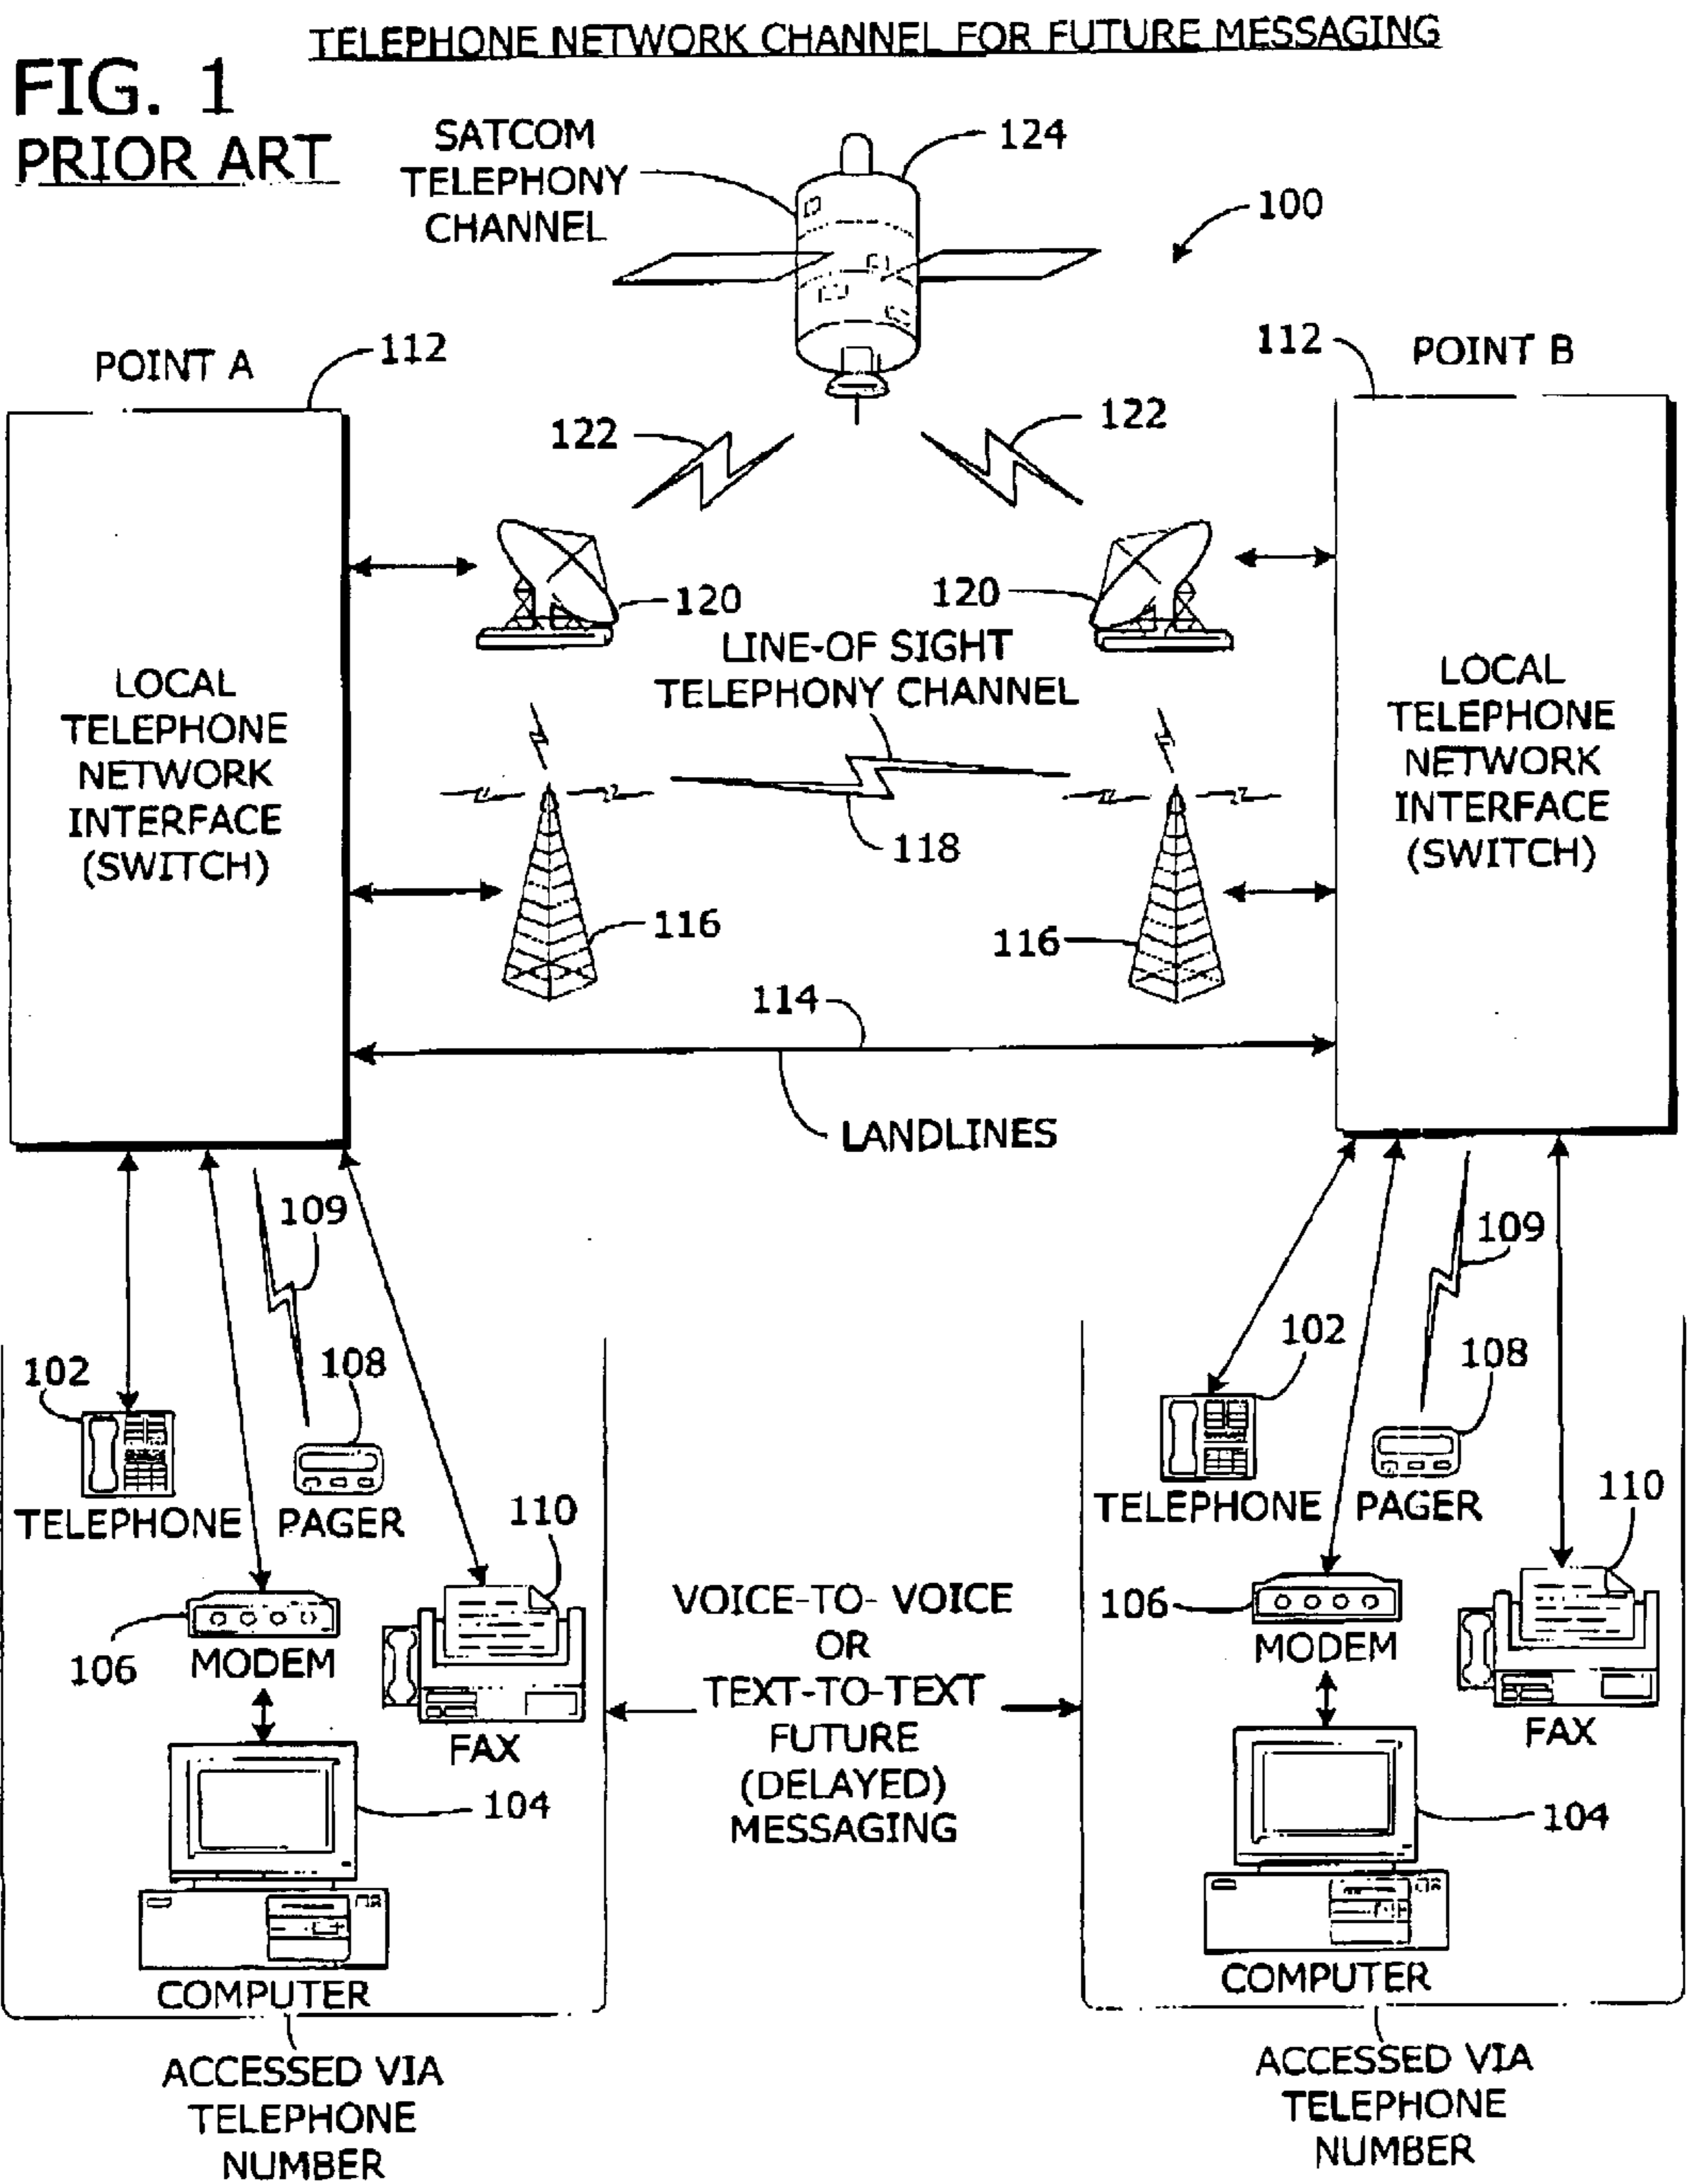 TELEPHONE NETWORK CHANNEL FOR FUTURE MESSAGING
FIG. 1
PRIOR ART
SATCOM
TELEPHONY
CHANNEL
124
100
POINT A
112
112
POINT B
122
122
120
120
LINE-OF SIGHT
TELEPHONY CHANNEL
LOCAL
TELEPHONE
NETWORK
INTERFACE
(SWITCH)
LOCAL
TELEPHONE
NETWORK
INTERFACE
(SWITCH)
118
116
116
114
LANDLINES
109
109
102
108
102
108
TELEPHONE
PAGER
110
TELEPHONE
PAGER
110
106
MODEM
106
MODEM
FAX
FAX
VOICE-TO- VOICE
OR
TEXT-TO-TEXT
FUTURE
(DELAYED)
MESSAGING
104
104
COMPUTER
COMPUTER
ACCESSED VIA
TELEPHONE
NUMBER
ACCESSED VIA
TELEPHONE
NUMBER